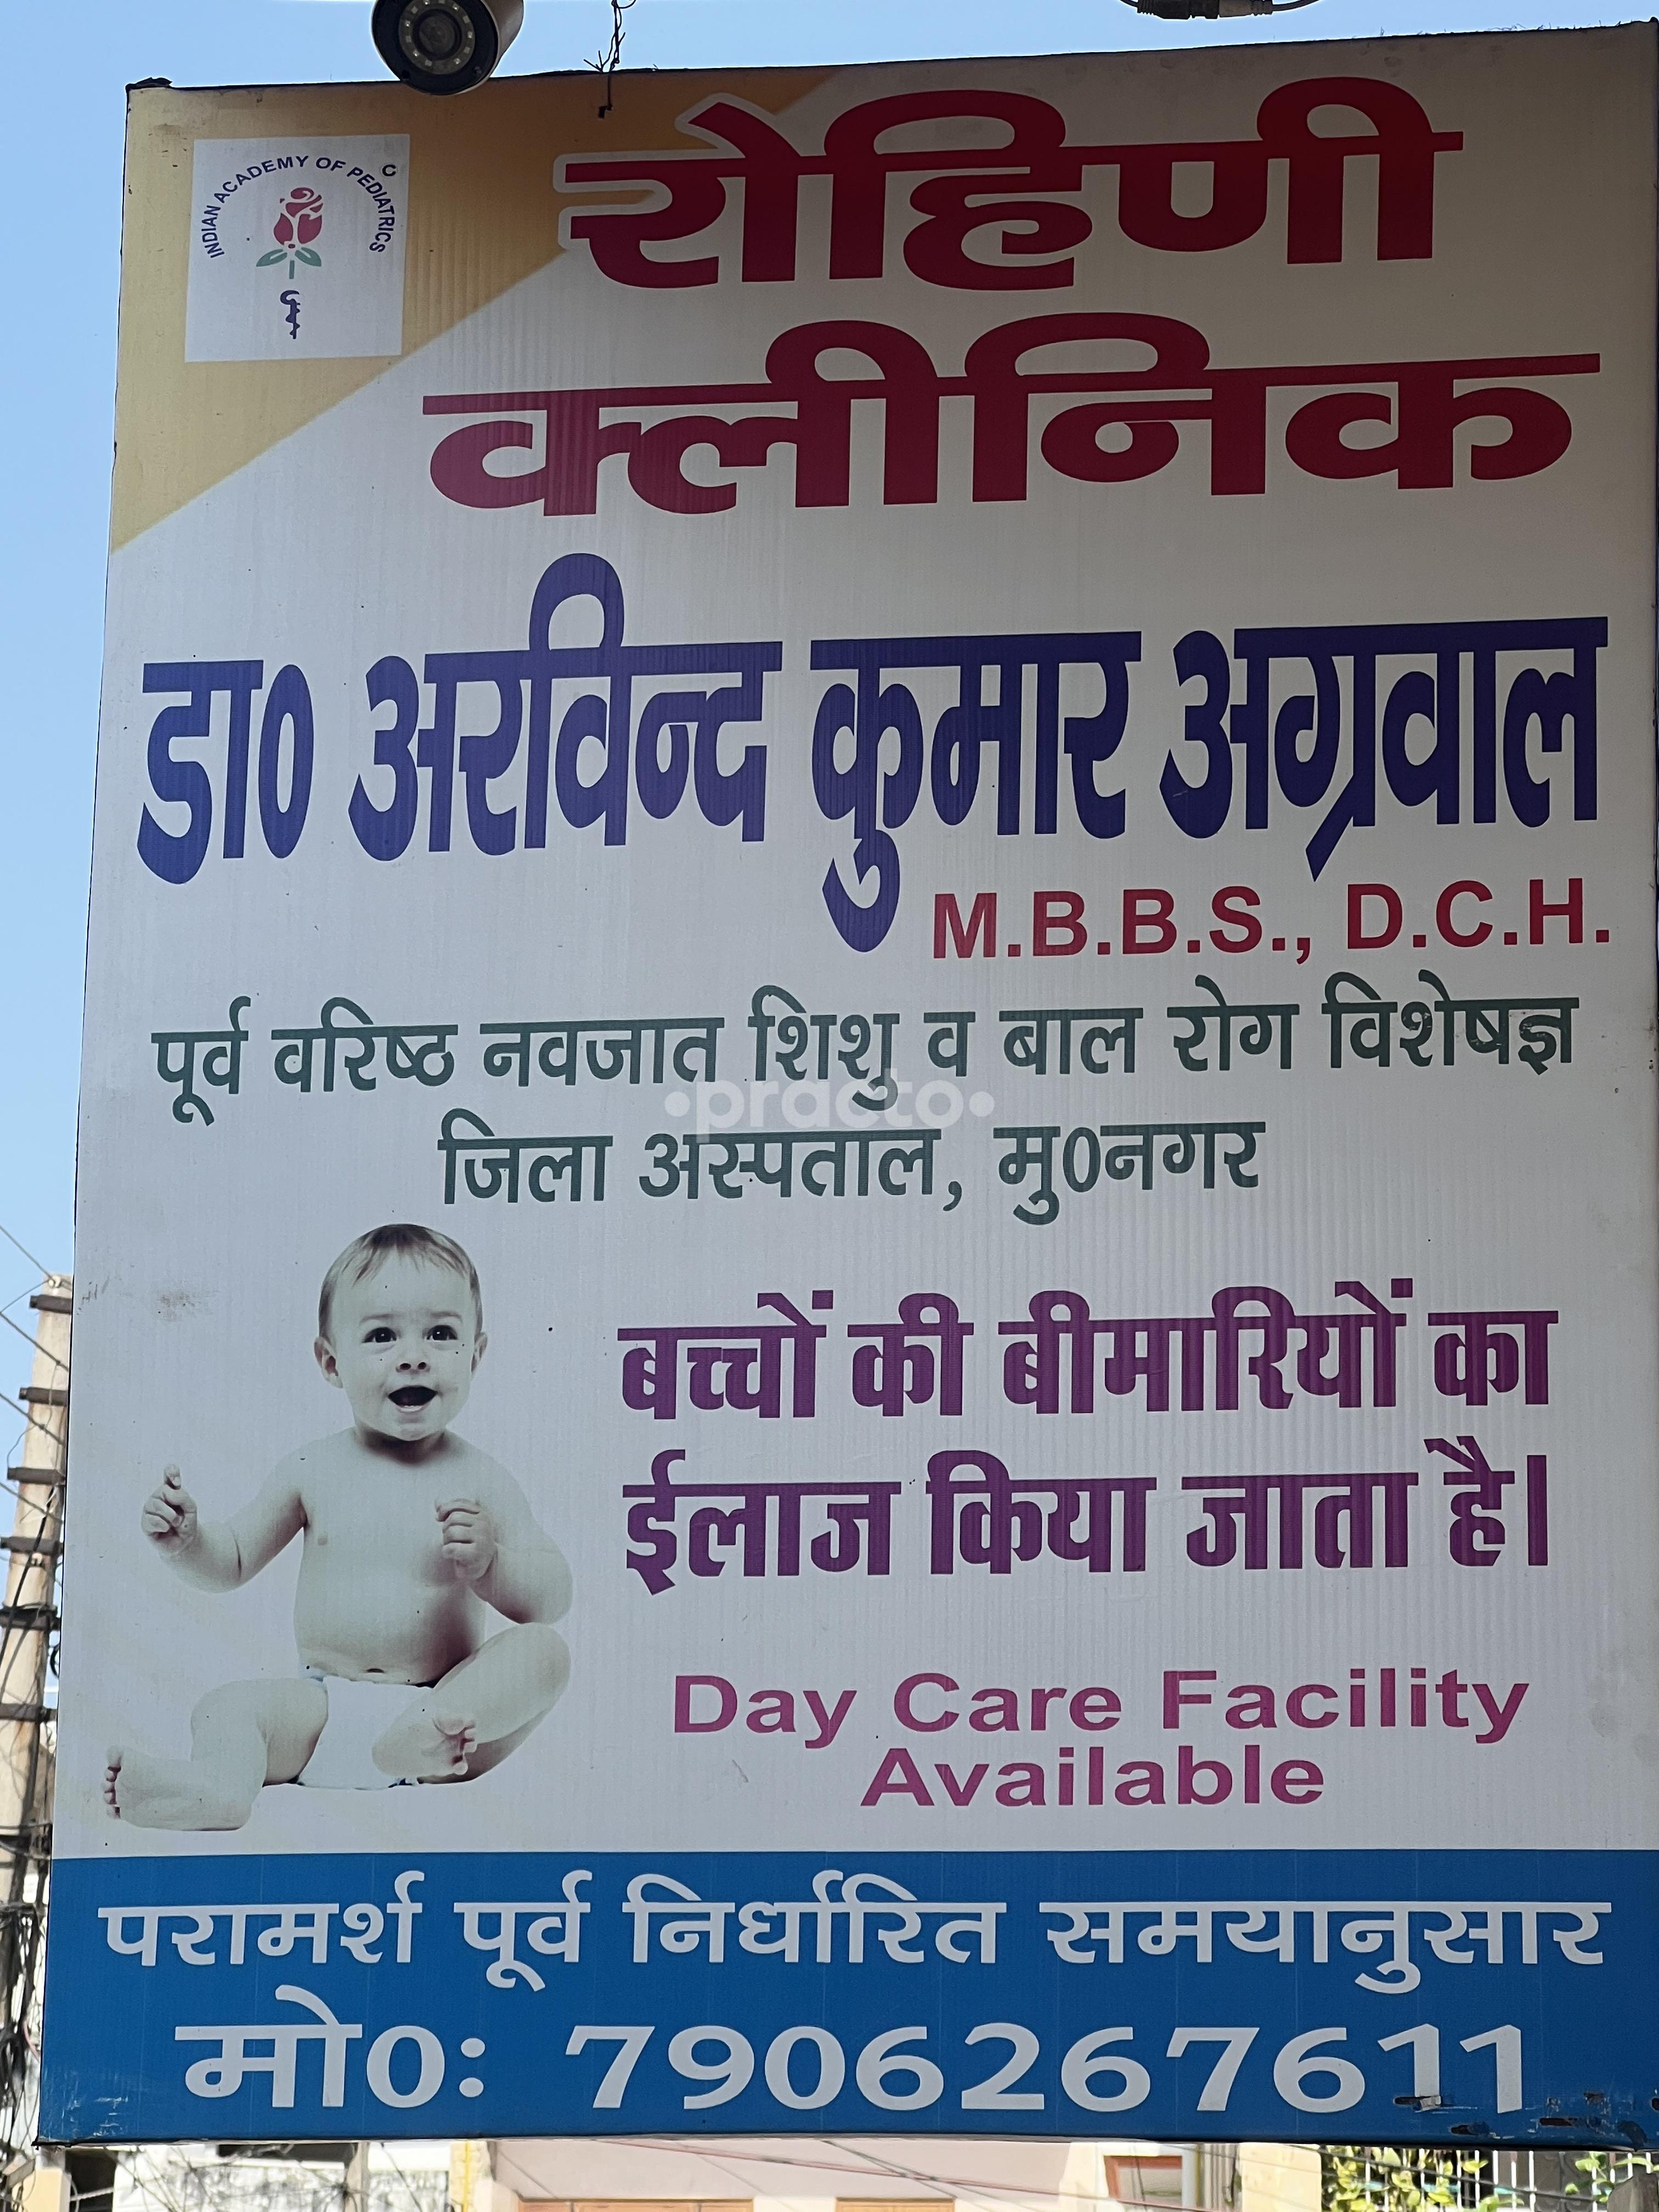 INDIAN ACADEMY OF PEDIATRICS
रोहिणी
क्लीनिक
डा0 अरविन्द कुमार अग्रवाल
M.B.B.S., D.C.H.
पूर्व वरिष्ठ नवजात शिशु व बाल रोग विशेषज्ञ
•practo•
जिला अस्पताल, मु0नगर
बच्चों की बीमारियों का
ईलाज किया जाता है।
Day Care Facility
Available
परामर्श पूर्व निर्धारित समयानुसार
मो0: 7906267611